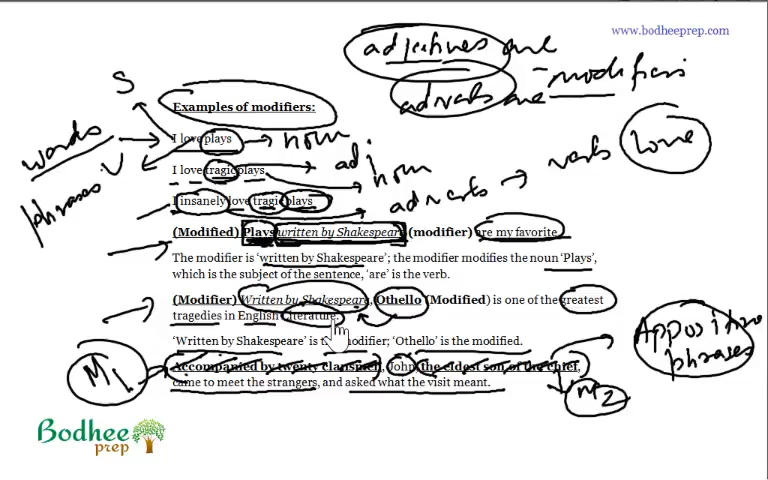 www.bodheeprep.com
adjectives are modifiers
adverbs are
Examples of modifiers:
S
words
I love plays
noun
V
phrases
I love tragic plays
adj
noun
I insanely love tragic plays
adverbs → verbs
Love
(Modified) Plays written by Shakespeare (modifier) are my favorite
The modifier is 'written by Shakespeare'; the modifier modifies the noun 'Plays',
which is the subject of the sentence, 'are' is the verb.
(Modifier) Written by Shakespeare, Othello (Modified) is one of the greatest
tragedies in English Literature.
'Written by Shakespeare' is modifier; 'Othello' is the modified.
Appositive
phrases
M1
Accompanied by twenty clansmen, John, the eldest son of the chief,
came to meet the strangers, and asked what the visit meant.
M2
Bodhee
prep